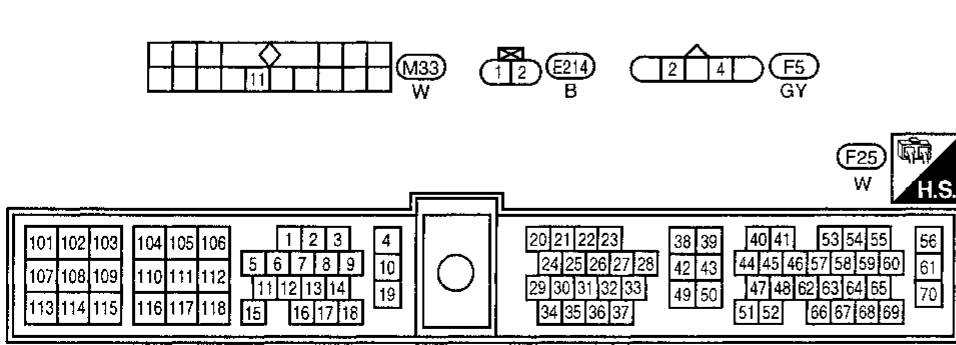 11 M33 1 2 E214 2 4 F5
W B GY
F25
W H.S.
101 102 103 104 105 106 1 2 3 4 20 21 22 23 38 39 40 41 53 54 55 56
107 108 109 110 111 112 5 6 7 8 9 10 24 25 26 27 28 42 43 44 45 46 57 58 59 60 61
113 114 115 116 117 118 11 12 13 14 19 29 30 31 32 33 49 50 47 48 62 63 64 65 70
15 16 17 18 34 35 36 37 51 52 66 67 68 69